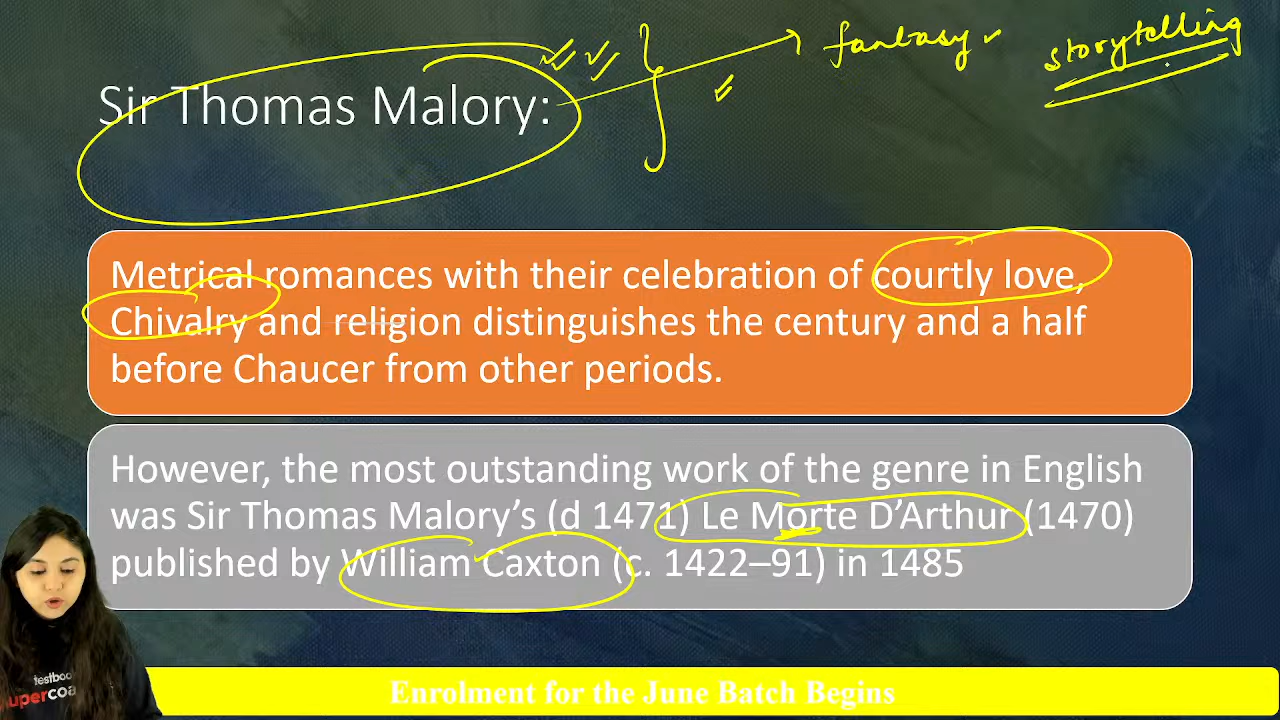 fantasy
storytelling
Sir Thomas Malory:
Metrical romances with their celebration of courtly love,
Chivalry and religion distinguishes the century and a half
before Chaucer from other periods.
However, the most outstanding work of the genre in English
was Sir Thomas Malory’s (d 1471) Le Morte D’Arthur (1470)
published by William Caxton (c. 1422–91) in 1485
testboo
supercoa
Enrolment for the June Batch Begins